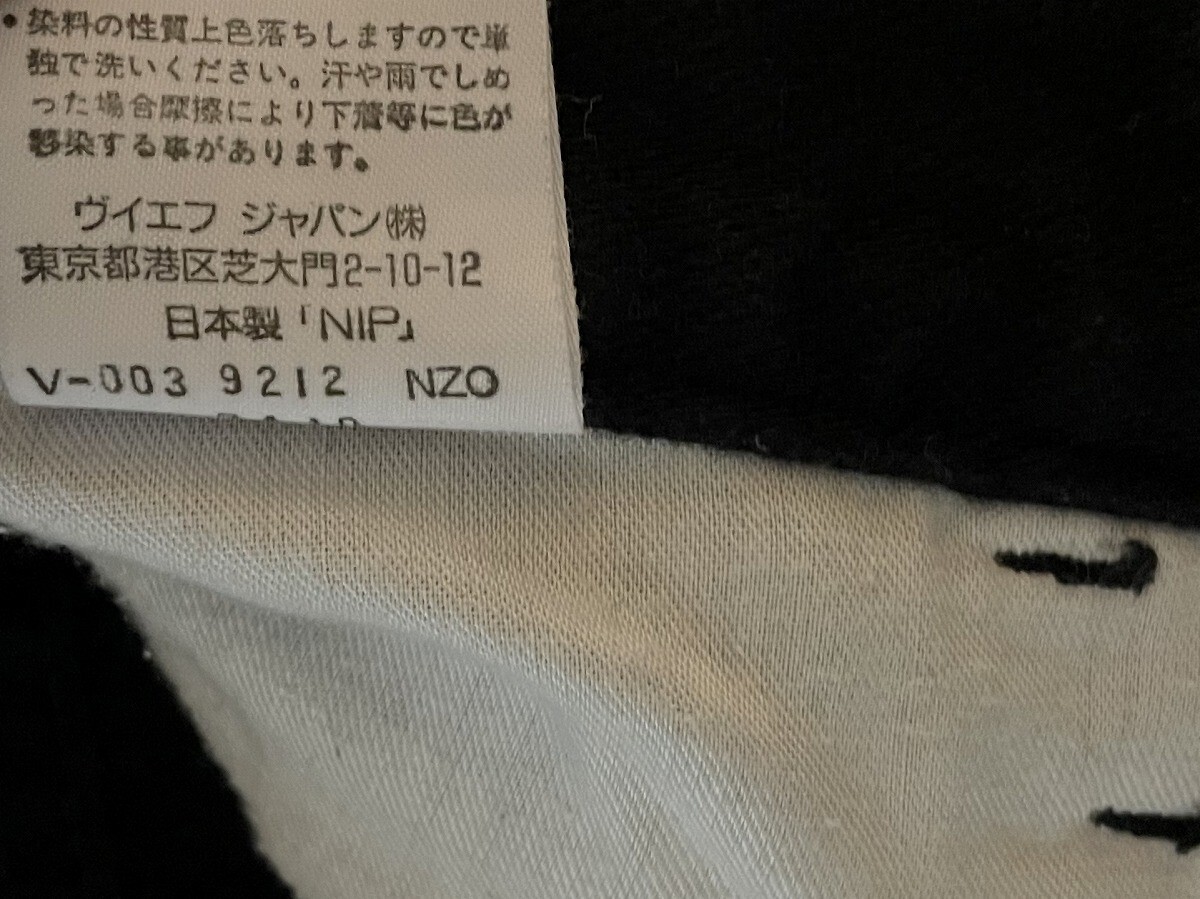 •染料の性質上色落ちしますので単
独で洗いください。汗や雨でしめ
った場合摩擦により下着等に色が
移染する事があります。
ヴイエフ ジャパン㈱
東京都港区芝大門2-10-12
日本製「NIP」
V-003 9212 NZO